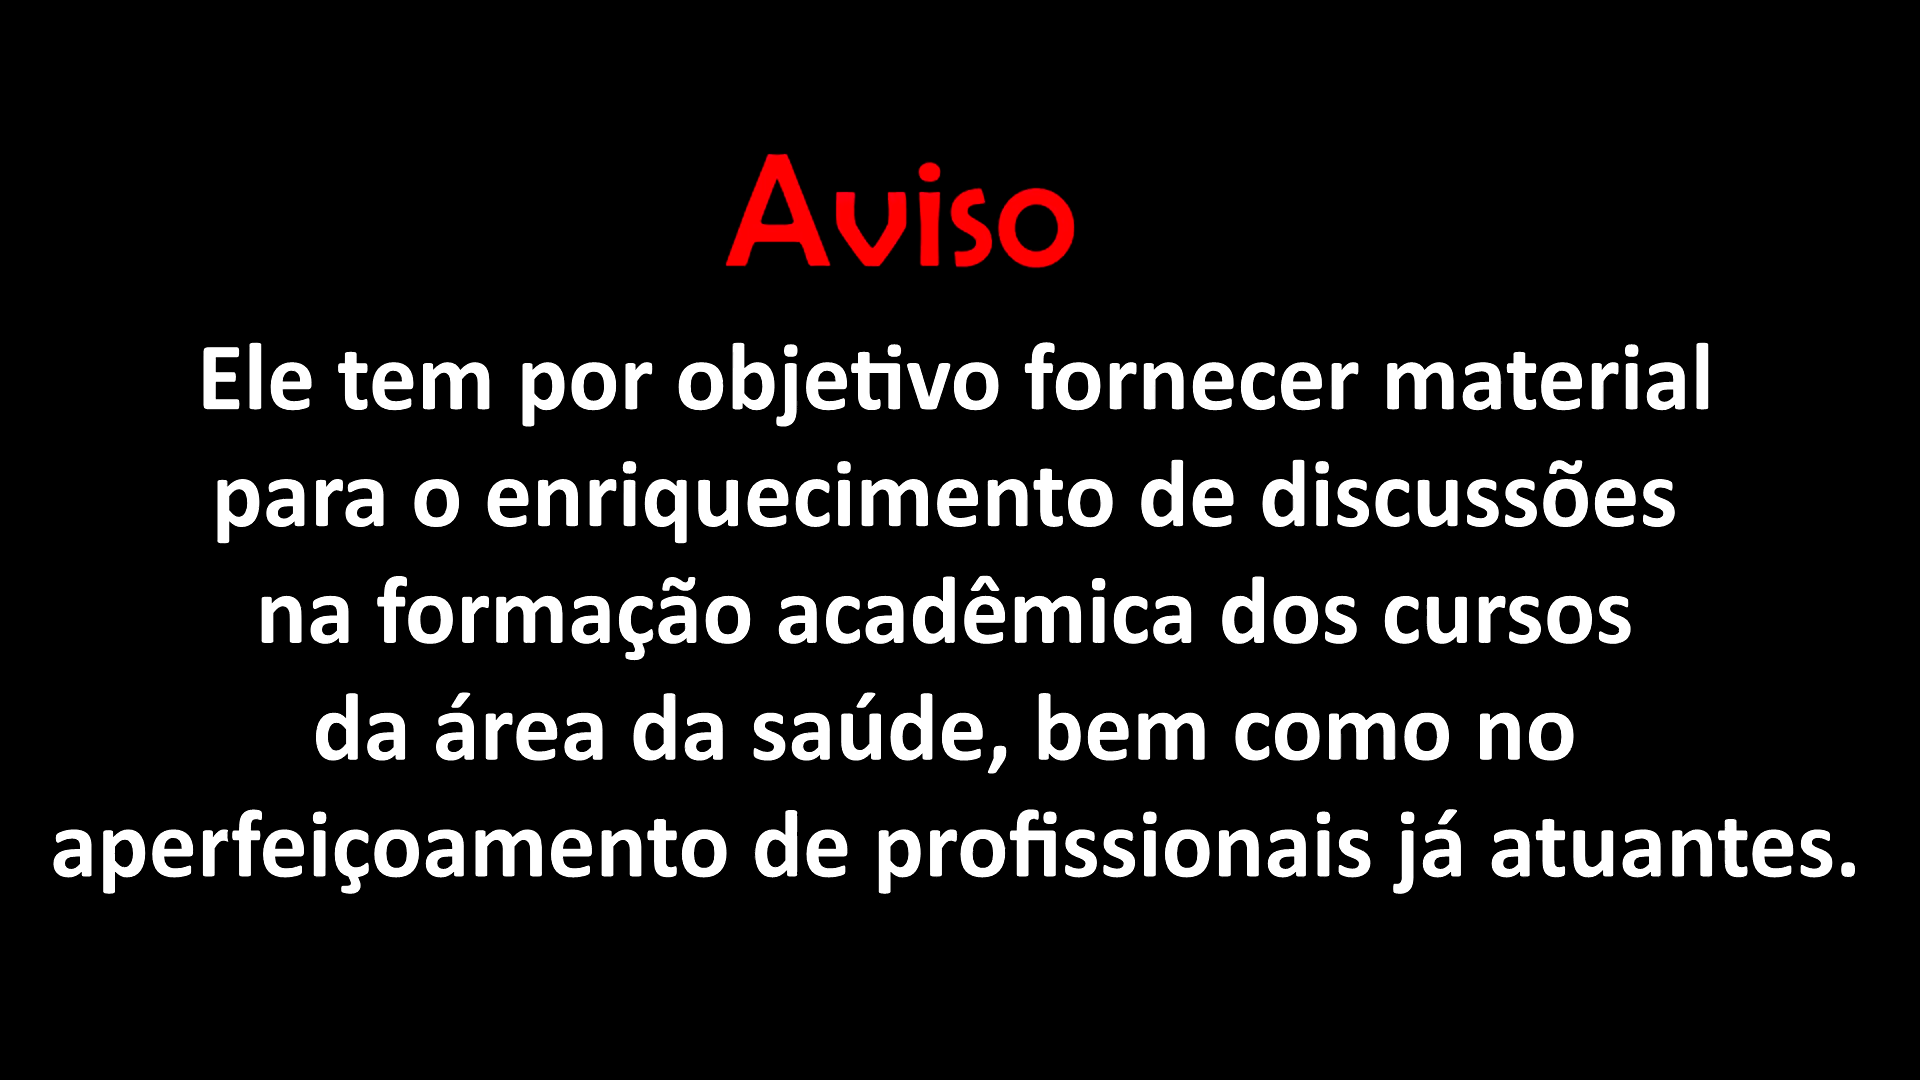 Aviso
Ele tem por objetivo fornecer material
para o enriquecimento de discussões
na formação acadêmica dos cursos
da área da saúde, bem como no
aperfeiçoamento de profissionais já atuantes.